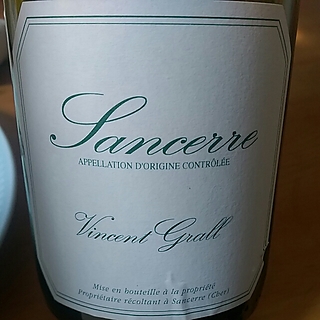 Sancerre
APPELLATION D'ORIGINE CONTRÔLÉE
Vincent Grall
Mise en bouteille à la propriété
Propriétaire récoltant à Sancerre (Cher)